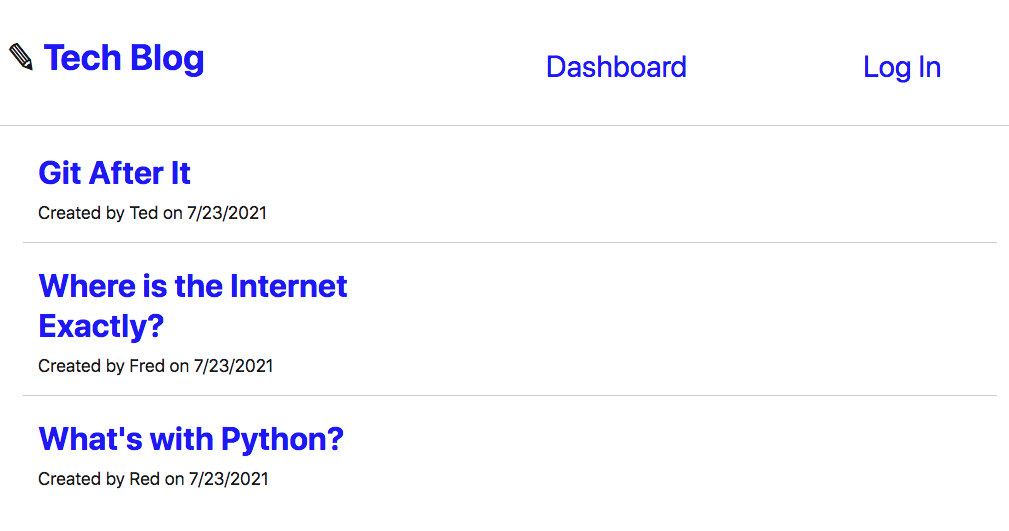 ✎ Tech Blog
Dashboard
Log In
Git After It
Created by Ted on 7/23/2021
Where is the Internet
Exactly?
Created by Fred on 7/23/2021
What's with Python?
Created by Red on 7/23/2021